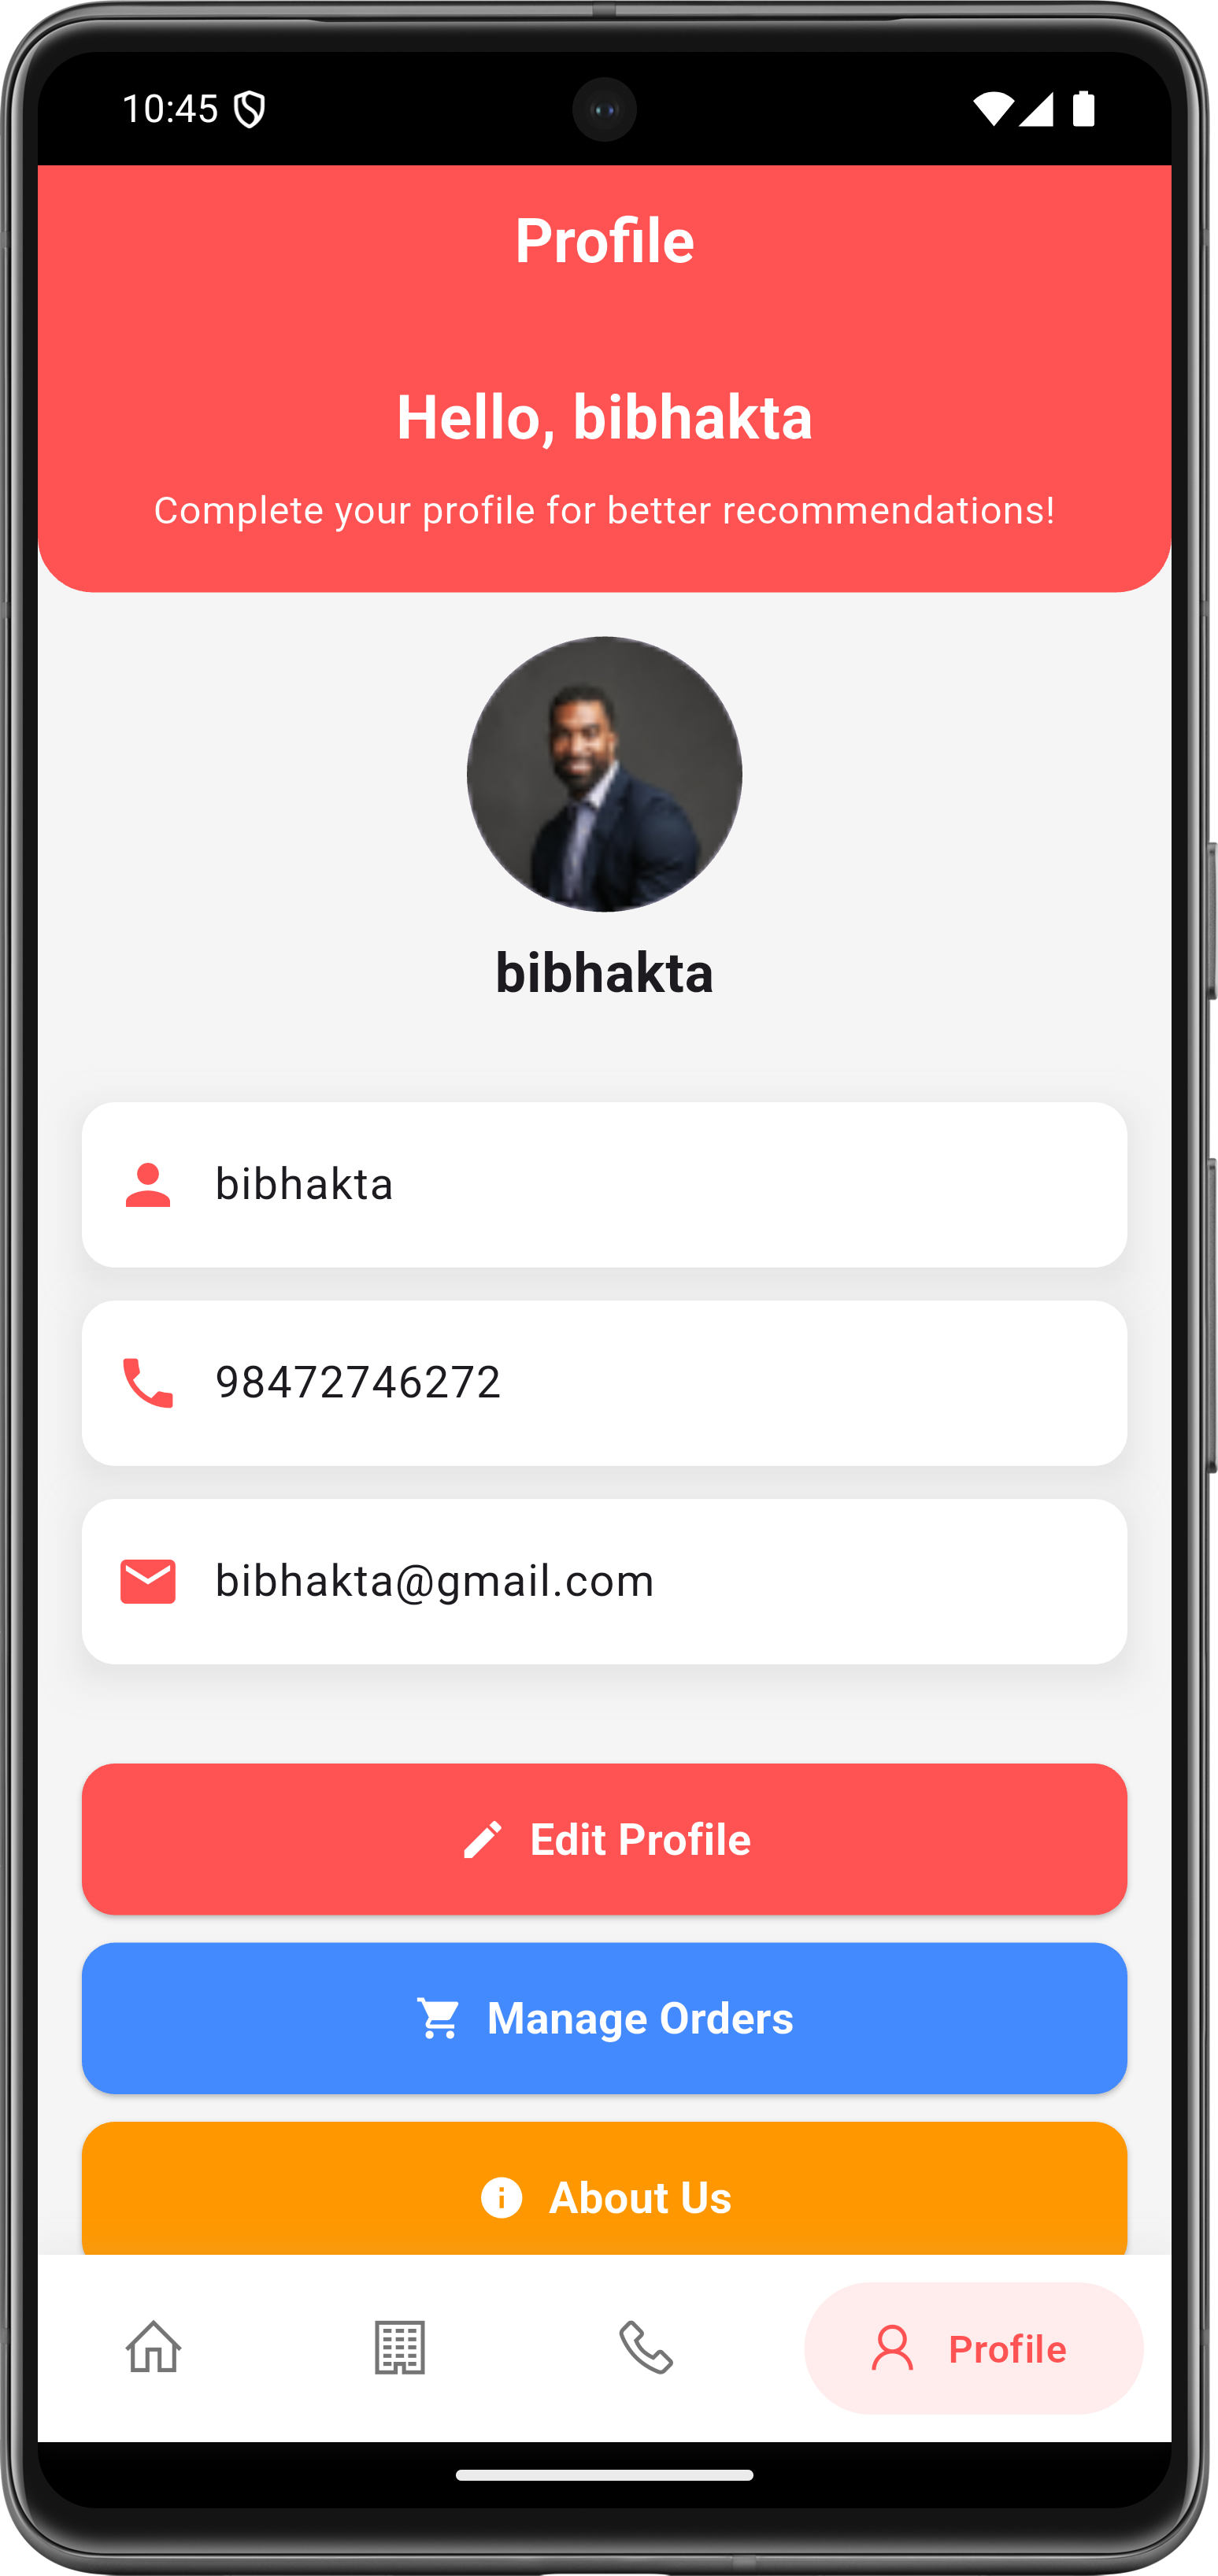 10:45
Profile
Hello, bibhakta
Complete your profile for better recommendations!
bibhakta
bibhakta
98472746272
bibhakta@gmail.com
Edit Profile
Manage Orders
About Us
Profile